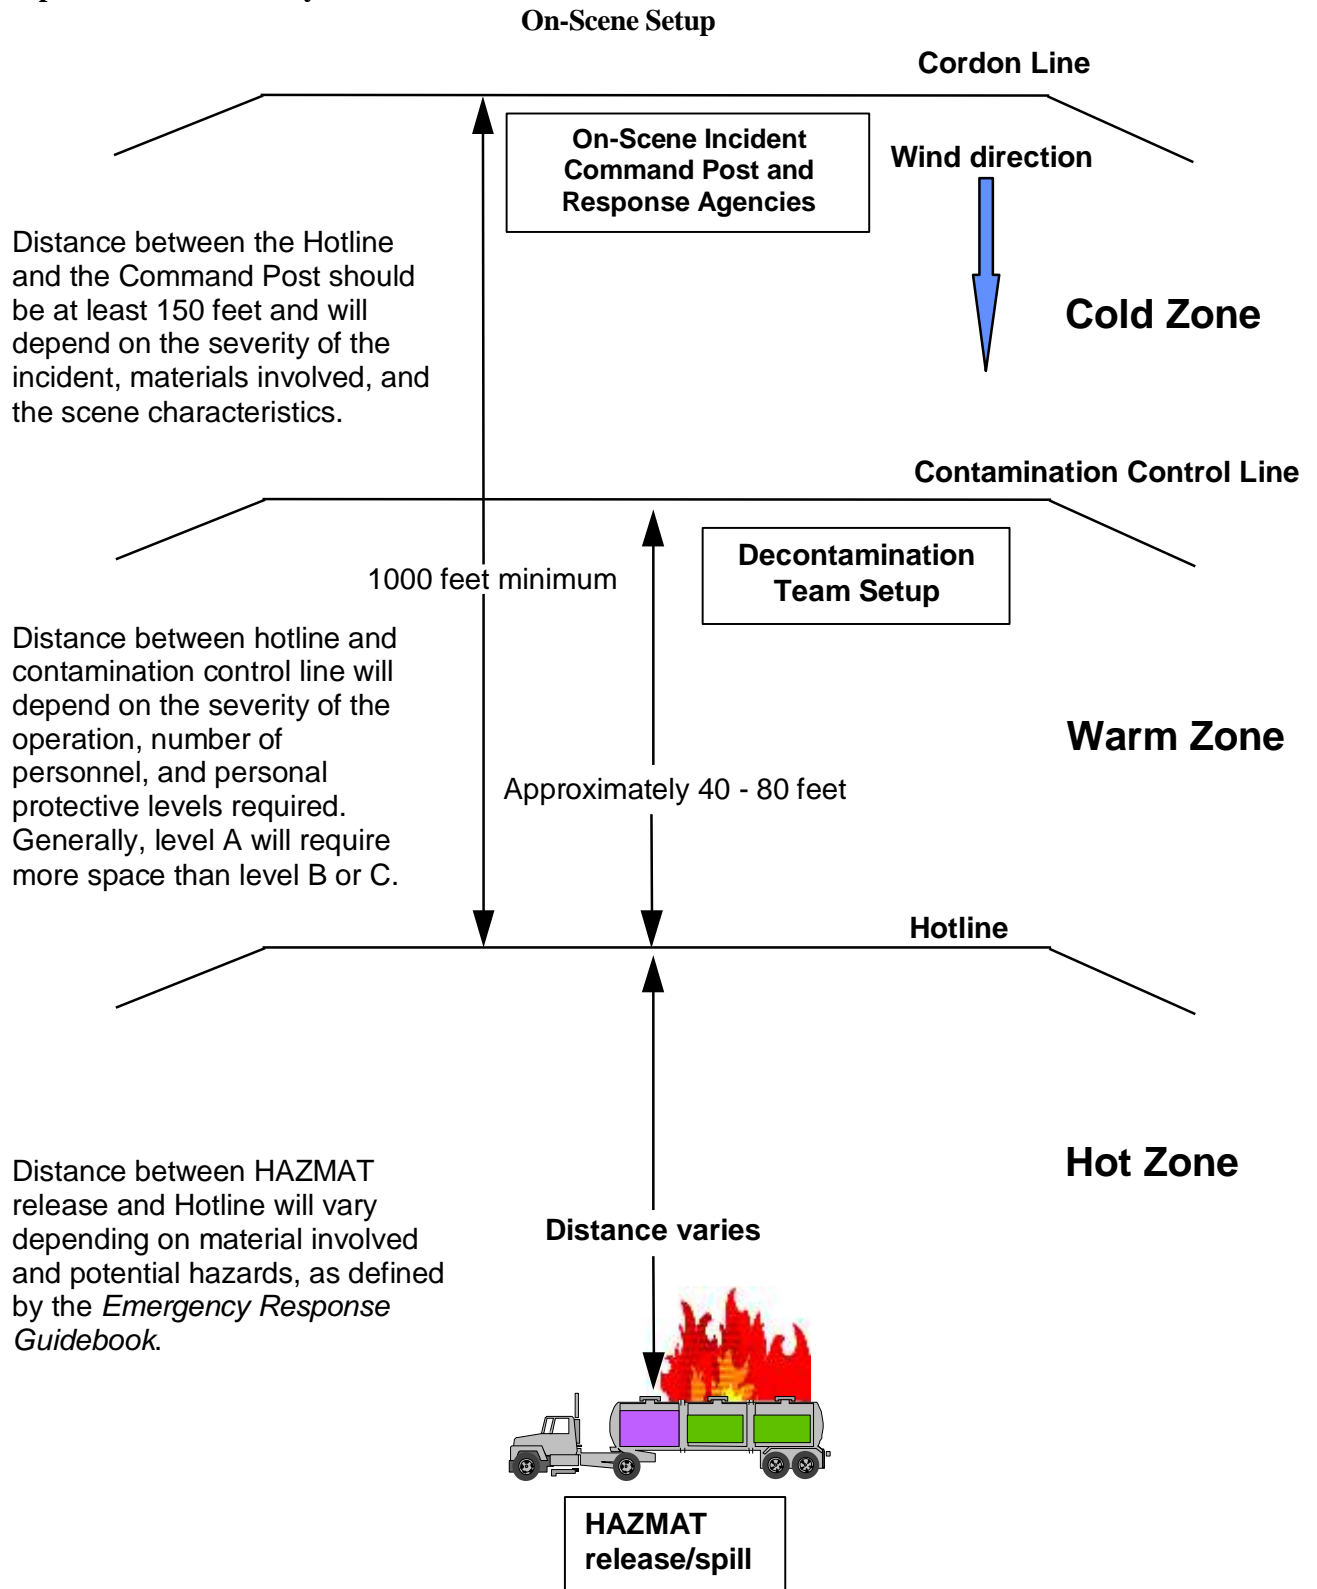 On-Scene Setup
Cordon Line
On-Scene Incident
Command Post and
Response Agencies
Wind direction
Distance between the Hotline
and the Command Post should
be at least 150 feet and will
depend on the severity of the
incident, materials involved, and
the scene characteristics.
Cold Zone
Contamination Control Line
Decontamination
Team Setup
1000 feet minimum
Distance between hotline and
contamination control line will
depend on the severity of the
operation, number of
personnel, and personal
protective levels required.
Generally, level A will require
more space than level B or C.
Warm Zone
Approximately 40 - 80 feet
Hotline
Hot Zone
Distance between HAZMAT
release and Hotline will vary
depending on material involved
and potential hazards, as defined
by the Emergency Response
Guidebook.
Distance varies
HAZMAT
release/spill